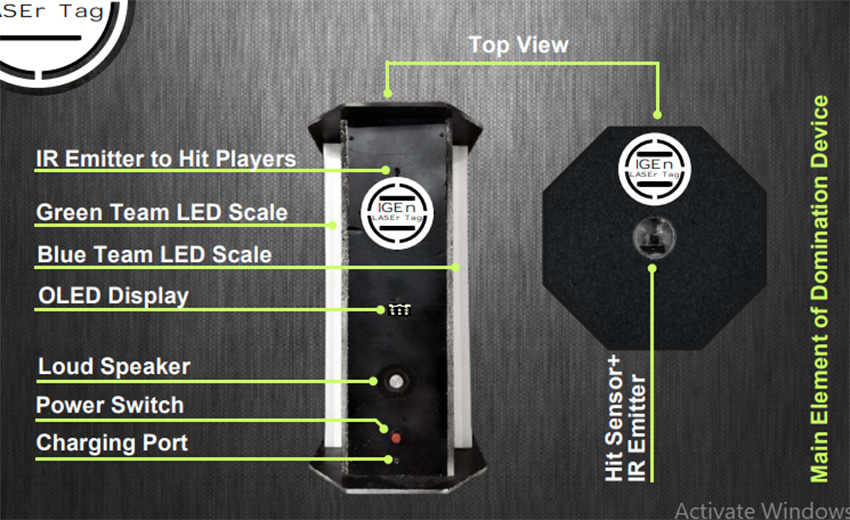 ASEr Tag
Top View
Main Element of Domination Device
IR Emitter to Hit Players
IGEn
LASEr Tag
IGEn
LASEr Tag
Green Team LED Scale
Blue Team LED Scale
OLED Display
Loud Speaker
Power Switch
Charging Port
Hit Sensor+
IR Emitter
Activate Windows